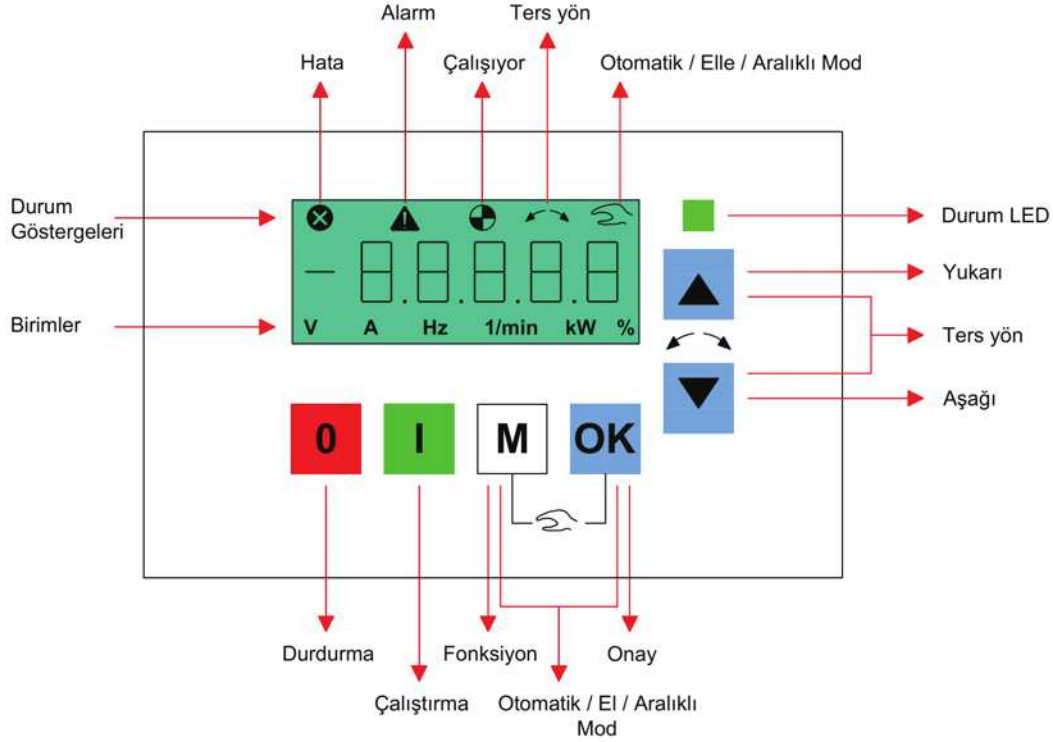 Alarm
Ters yön
Hata
Çalışıyor
Otomatik / Elle / Aralıklı Mod
Durum
Göstergeleri
Durum LED
Yukarı
Birimler
V A Hz 1/min kW %
Ters yön
Aşağı
0 I M OK
Durdurma
Fonksiyon
Onay
Çalıştırma
Otomatik / El / Aralıklı
Mod